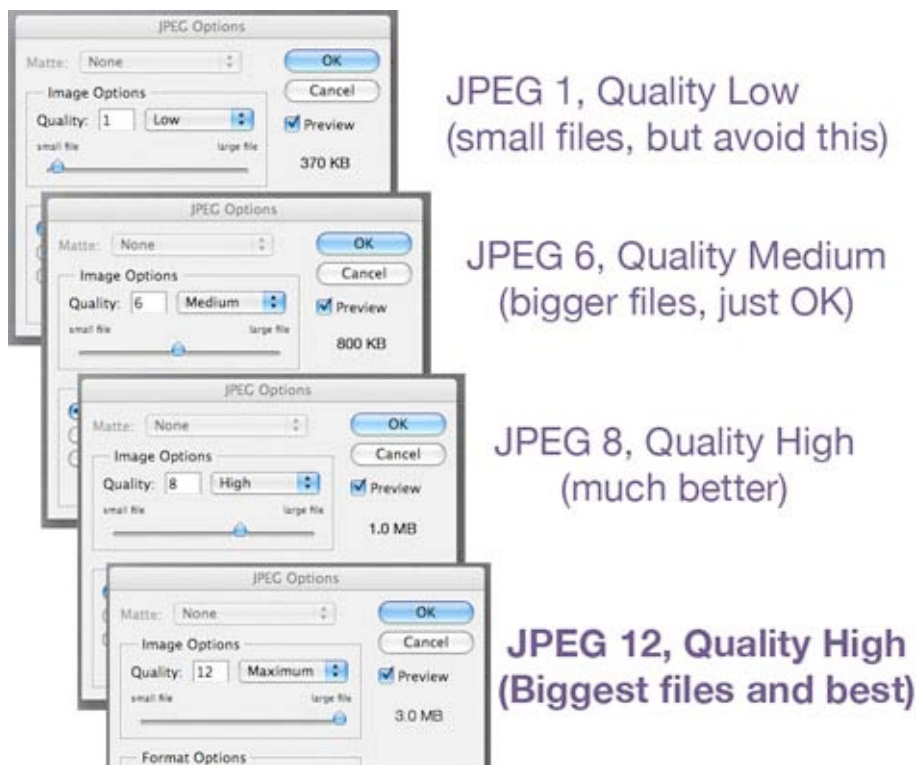 JPEG Options
Matte: None
OK
Image Options
Cancel
Quality: 1 Low
Preview
small file large file
370 KB
JPEG 1, Quality Low
(small files, but avoid this)
JPEG Options
Matte: None
OK
Image Options
Cancel
Quality: 6 Medium
Preview
small file large file
800 KB
JPEG 6, Quality Medium
(bigger files, just OK)
JPEG Options
Matte: None
OK
Image Options
Cancel
Quality: 8 High
Preview
small file large file
1.0 MB
JPEG 8, Quality High
(much better)
JPEG Options
Matte: None
OK
Image Options
Cancel
Quality: 12 Maximum
Preview
small file large file
3.0 MB
Format Options
JPEG 12, Quality High
(Biggest files and best)